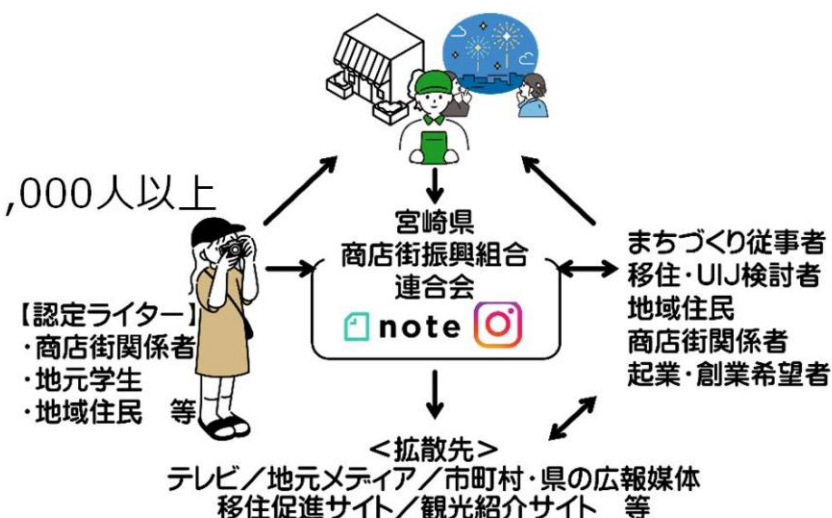 ,000人以上
宮崎県
商店街振興組合
連合会
note
【認定ライター】
・商店街関係者
・地元学生
・地域住民 等
まちづくり従事者
移住・UIJ検討者
地域住民
商店街関係者
起業・創業希望者
<拡散先>
テレビ/地元メディア/市町村・県の広報媒体
移住促進サイト/観光紹介サイト 等